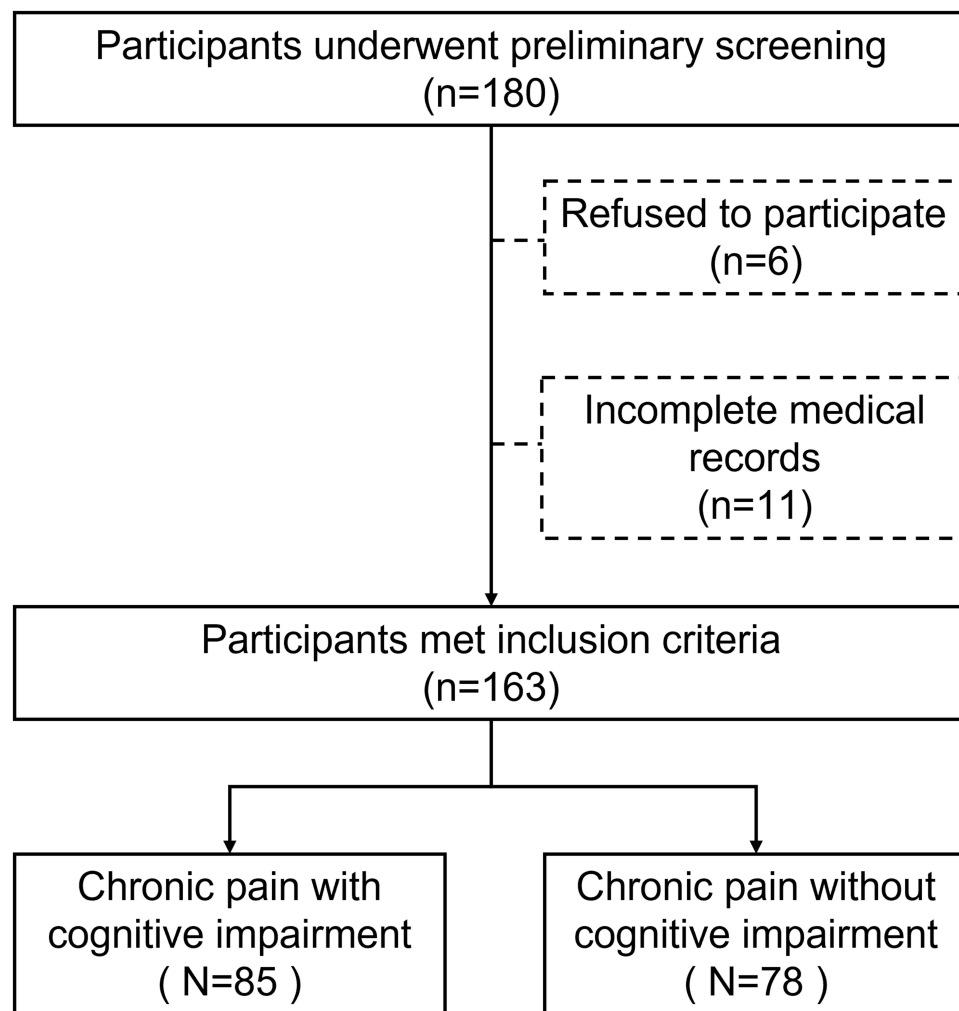 Participants underwent preliminary screening
(n=180)
Refused to participate
(n=6)
Incomplete medical
records
(n=11)
Participants met inclusion criteria
(n=163)
Chronic pain with
cognitive impairment
( N=85 )
Chronic pain without
cognitive impairment
( N=78 )